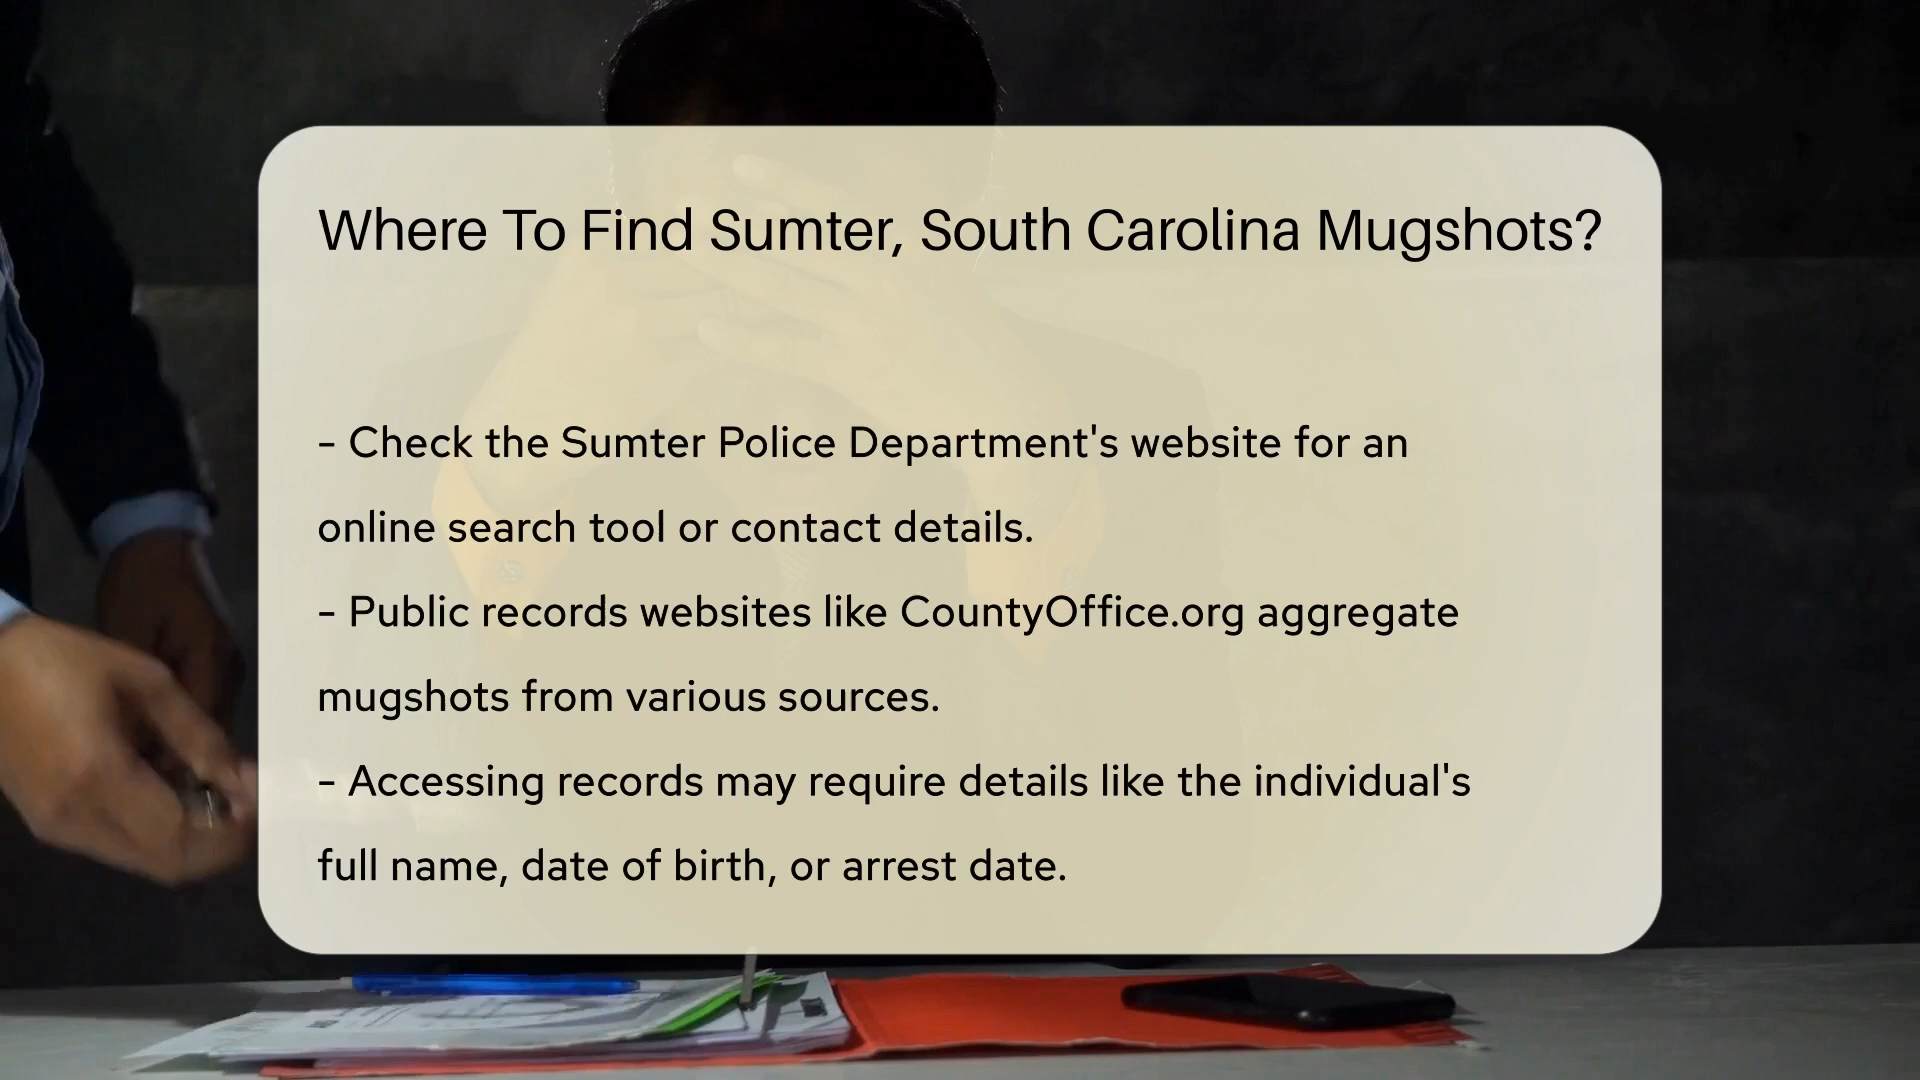 Where To Find Sumter, South Carolina Mugshots?
- Check the Sumter Police Department's website for an
online search tool or contact details.
- Public records websites like CountyOffice.org aggregate
mugshots from various sources.
- Accessing records may require details like the individual's
full name, date of birth, or arrest date.